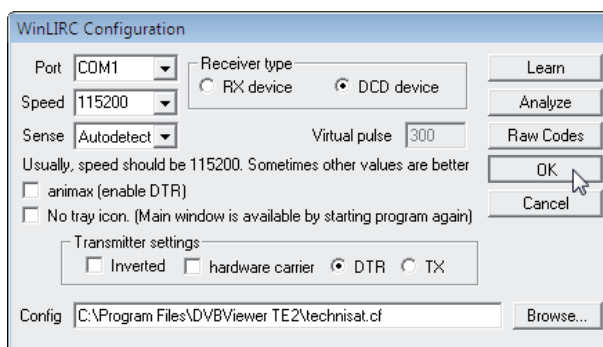 WinLIRC Configuration
Port COM1
Receiver type
RX device DCD device
Learn
Speed 115200
Analyze
Sense Autodetect
Virtual pulse 300
Raw Codes
Usually, speed should be 115200. Sometimes other values are better
OK
animax (enable DTR)
Cancel
No tray icon. (Main window is available by starting program again)
Transmitter settings
Inverted hardware carrier DTR TX
Config C:\Program Files\DVBViewer TE2\technisat.cf Browse...